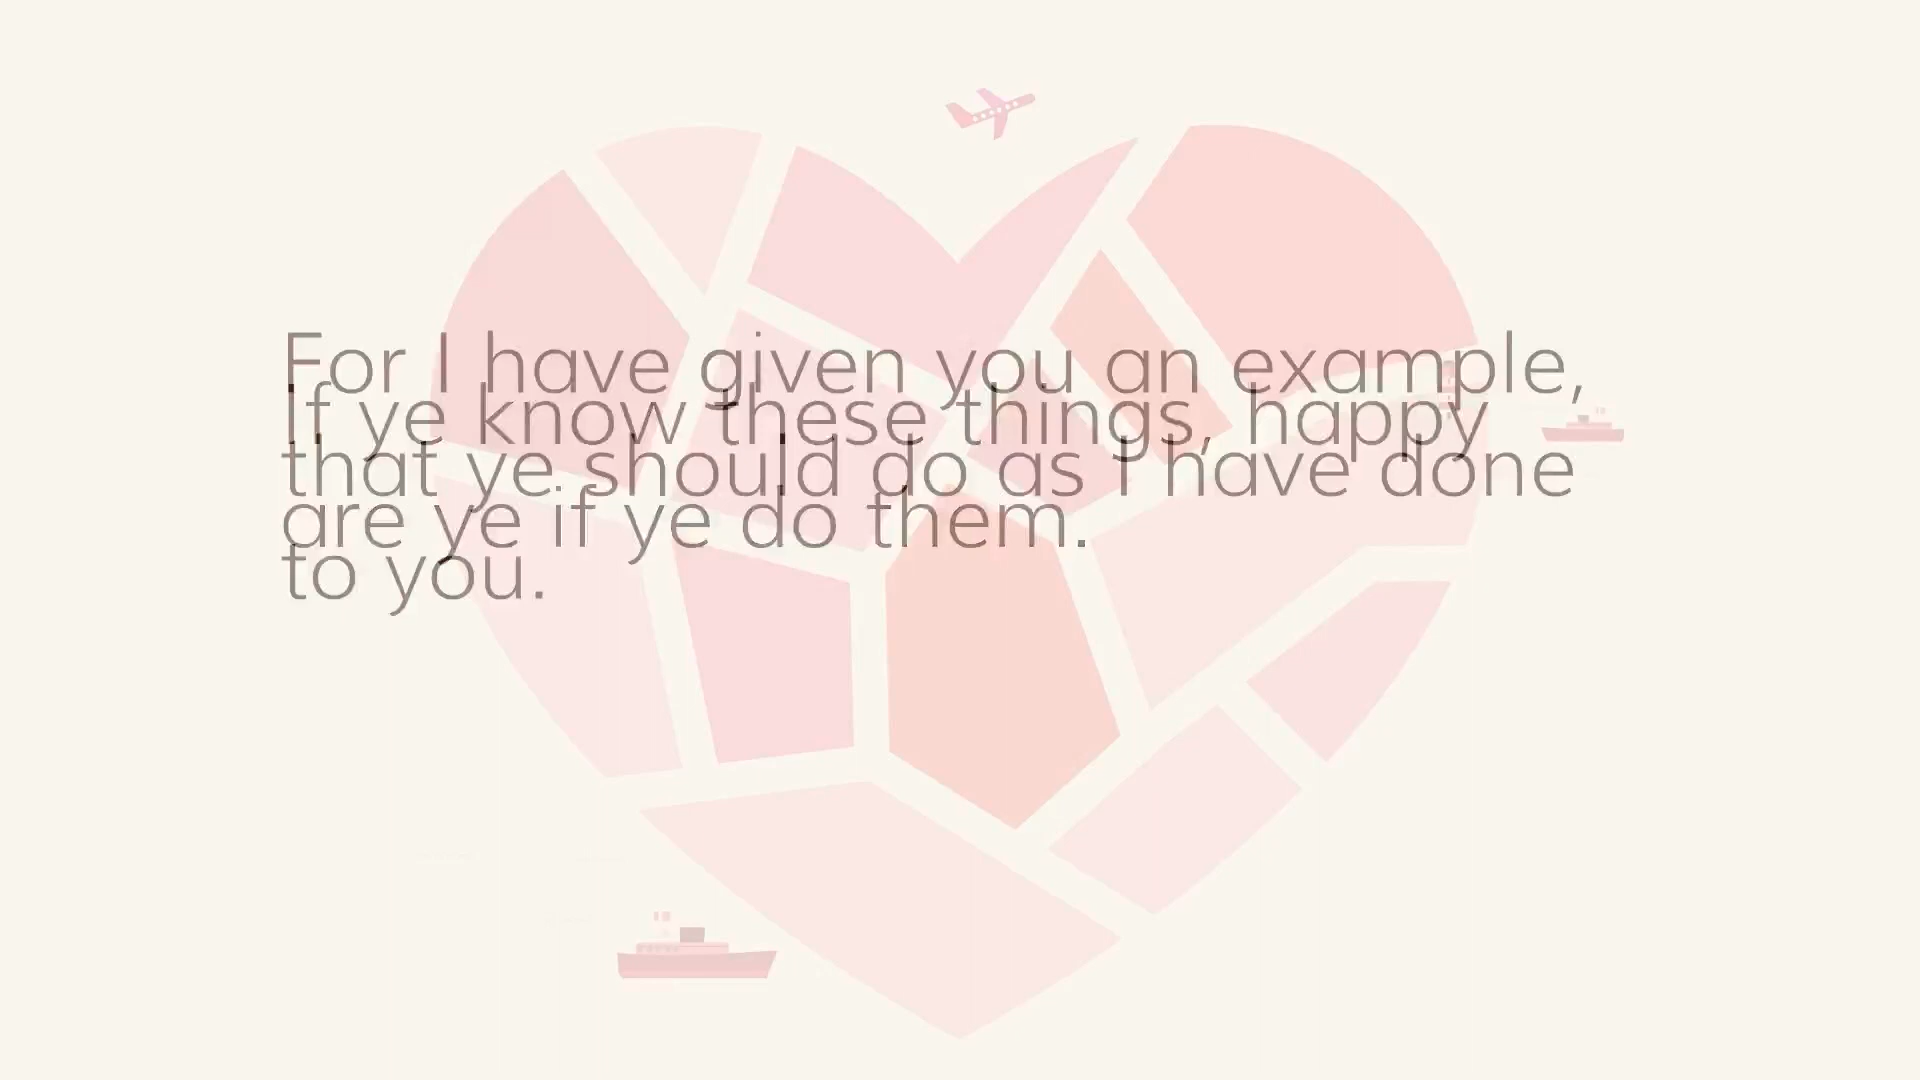 For I have given you an example,
that ye should do as I have done
to you.
If ye know these things, happy
are ye if ye do them.